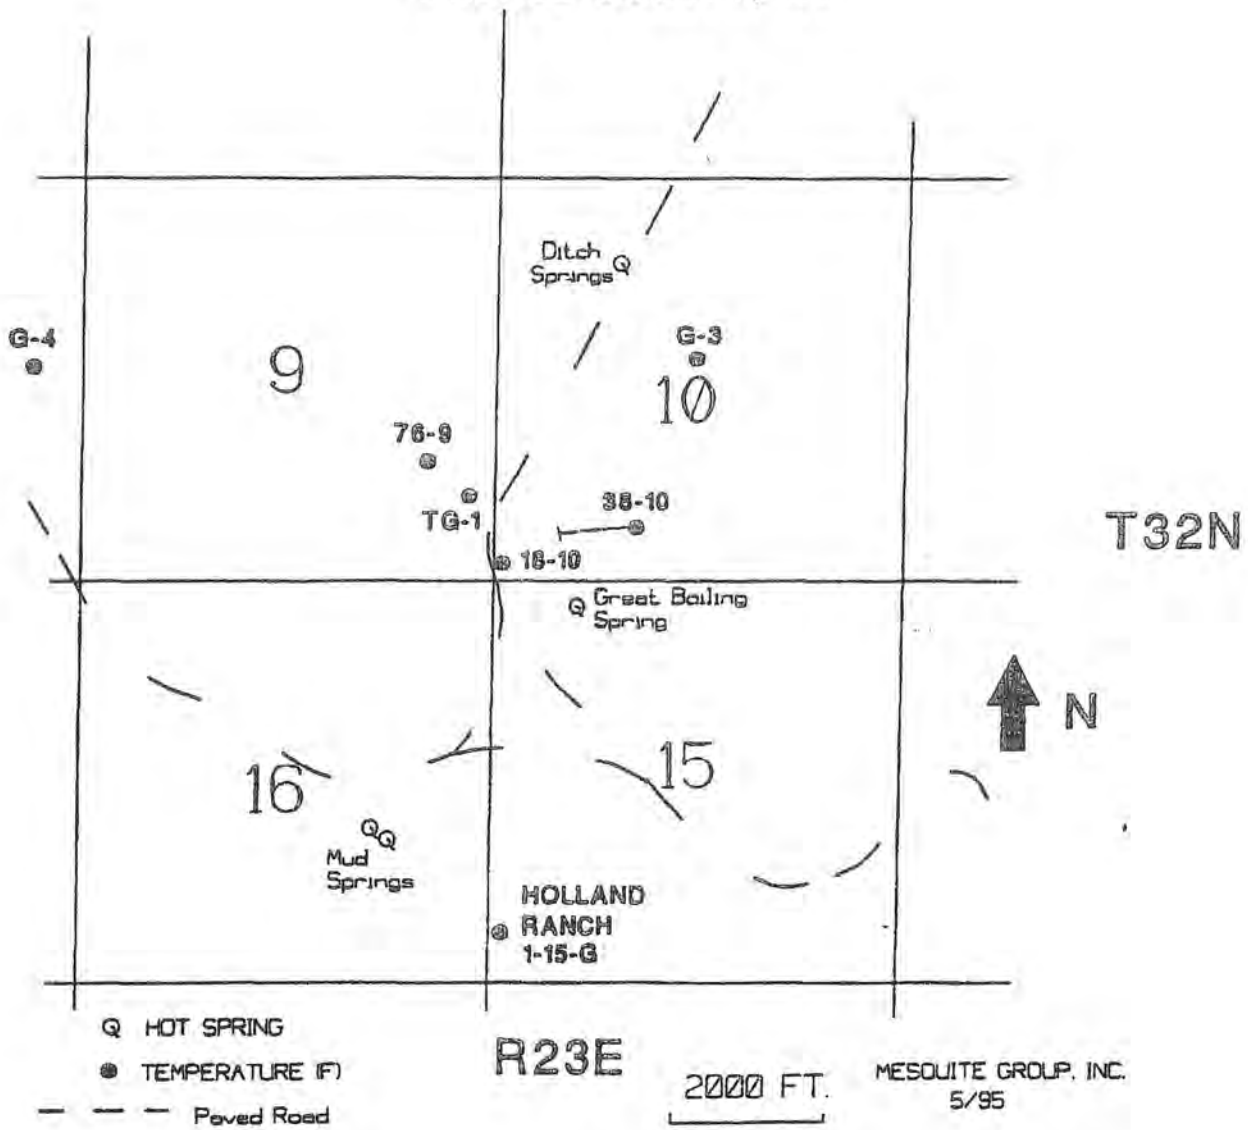 Ditch
Springs
G-4
G-3
9
10
76-9
TG-1
38-10
T32N
18-10
Great Boiling
Spring
N
15
16
Mud
Springs
HOLLAND
RANCH
1-15-G
HOT SPRING
TEMPERATURE (F)
Paved Road
R23E
2000 FT.
MESQUITE GROUP, INC.
5/95